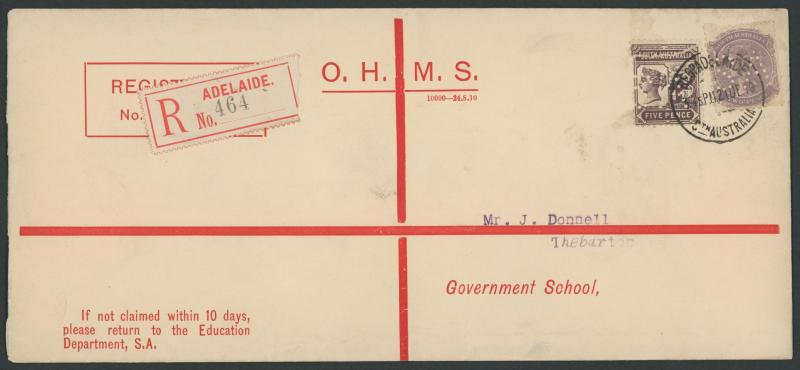 REGIST
No.
R
ADELAIDE.
No. 464
O. H. M. S.
10000—24.5.10
FIVE PENCE
STH AUSTRALIA
Mr. J. Donnell
Thebarton
Government School,
If not claimed within 10 days,
please return to the Education
Department, S.A.